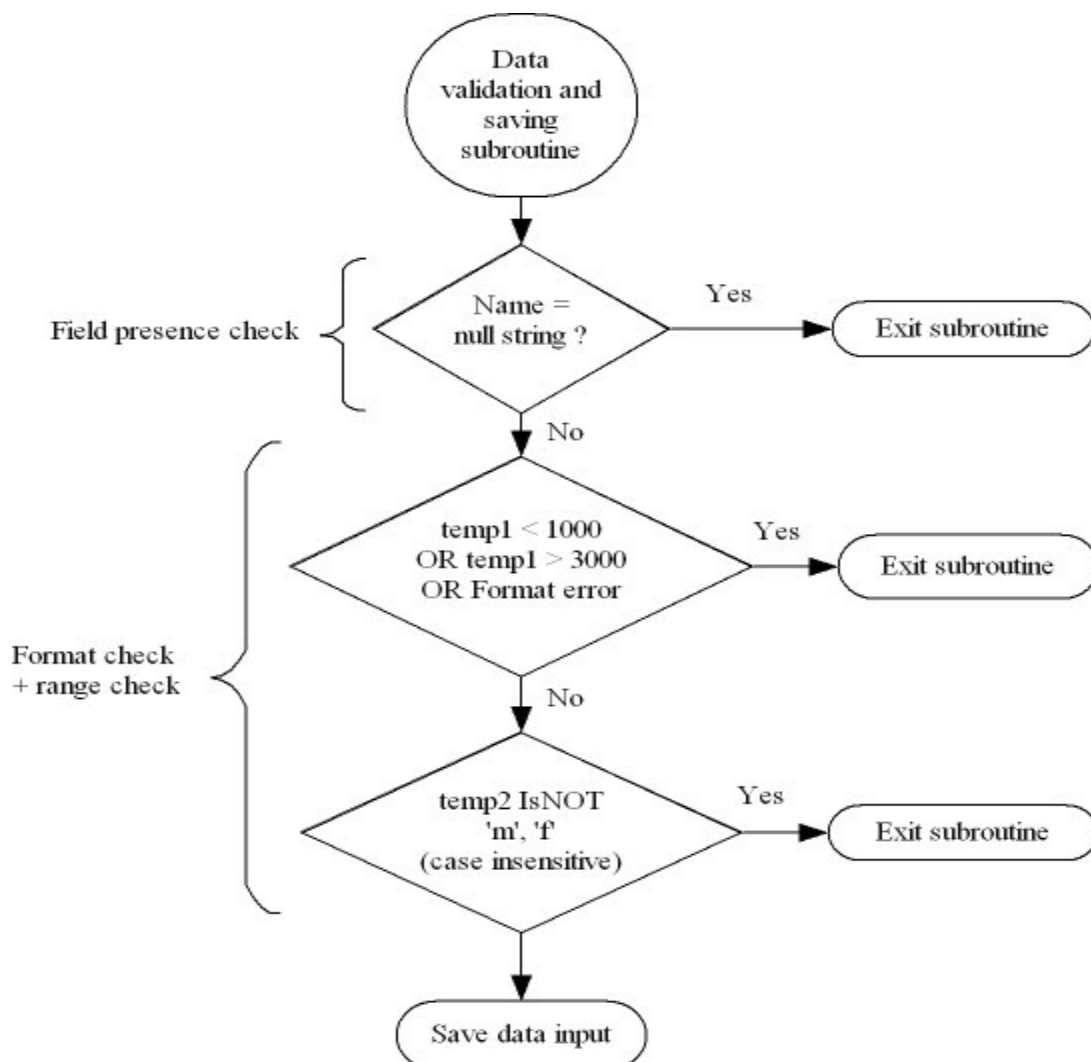 Data
validation and
saving
subroutine
Field presence check
Name =
null string ?
Yes
Exit subroutine
No
Format check
+ range check
temp1 < 1000
OR temp1 > 3000
OR Format error
Yes
Exit subroutine
No
temp2 IsNOT
'm', 'f'
(case insensitive)
Yes
Exit subroutine
Save data input